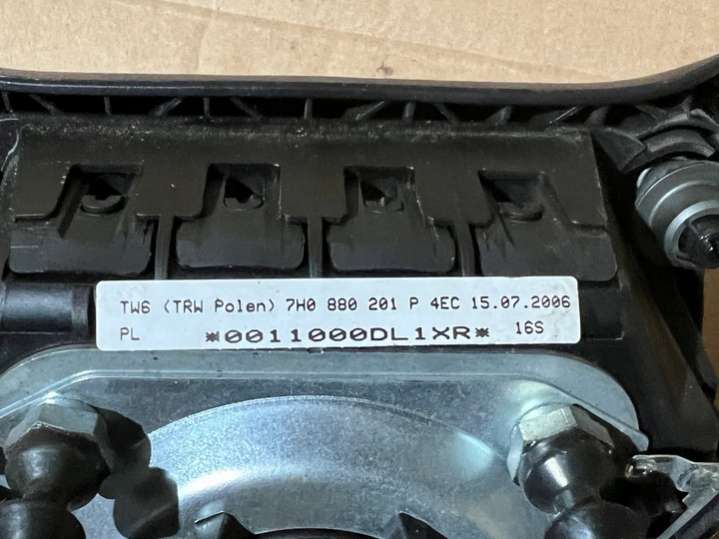 TW6 (TRW Polen) 7H0 880 201 P 4EC 15.07.2006
PL *0011000DL1XR* 16S